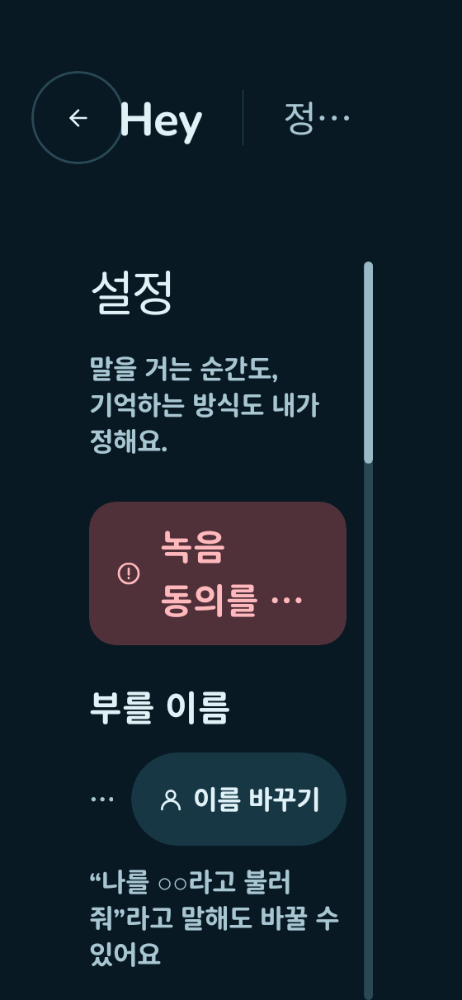 Hey
정…
설정
말을 거는 순간도,
기억하는 방식도 내가
정해요.
녹음
동의를 …
부를 이름
…
이름 바꾸기
“나를 ○○라고 불러
줘”라고 말해도 바꿀 수
있어요